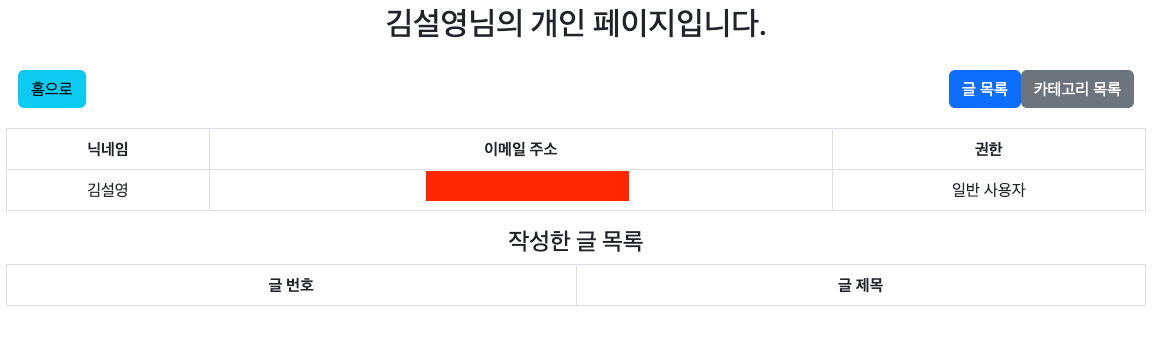 김설영님의 개인 페이지입니다.
홈으로 글 목록 카테고리 목록
닉네임 이메일 주소 권한
김설영 일반 사용자
작성한 글 목록
글 번호 글 제목